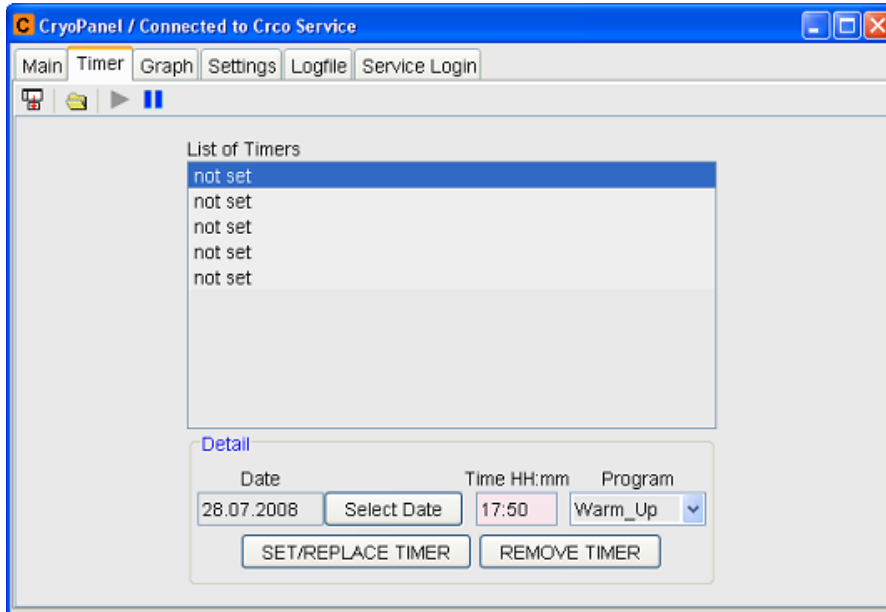 C CryoPanel / Connected to Crco Service
Main Timer Graph Settings Logfile Service Login
List of Timers
not set
not set
not set
not set
not set
Detail
Date Time HH:mm Program
28.07.2008 Select Date 17:50 Warm_Up
SET/REPLACE TIMER REMOVE TIMER